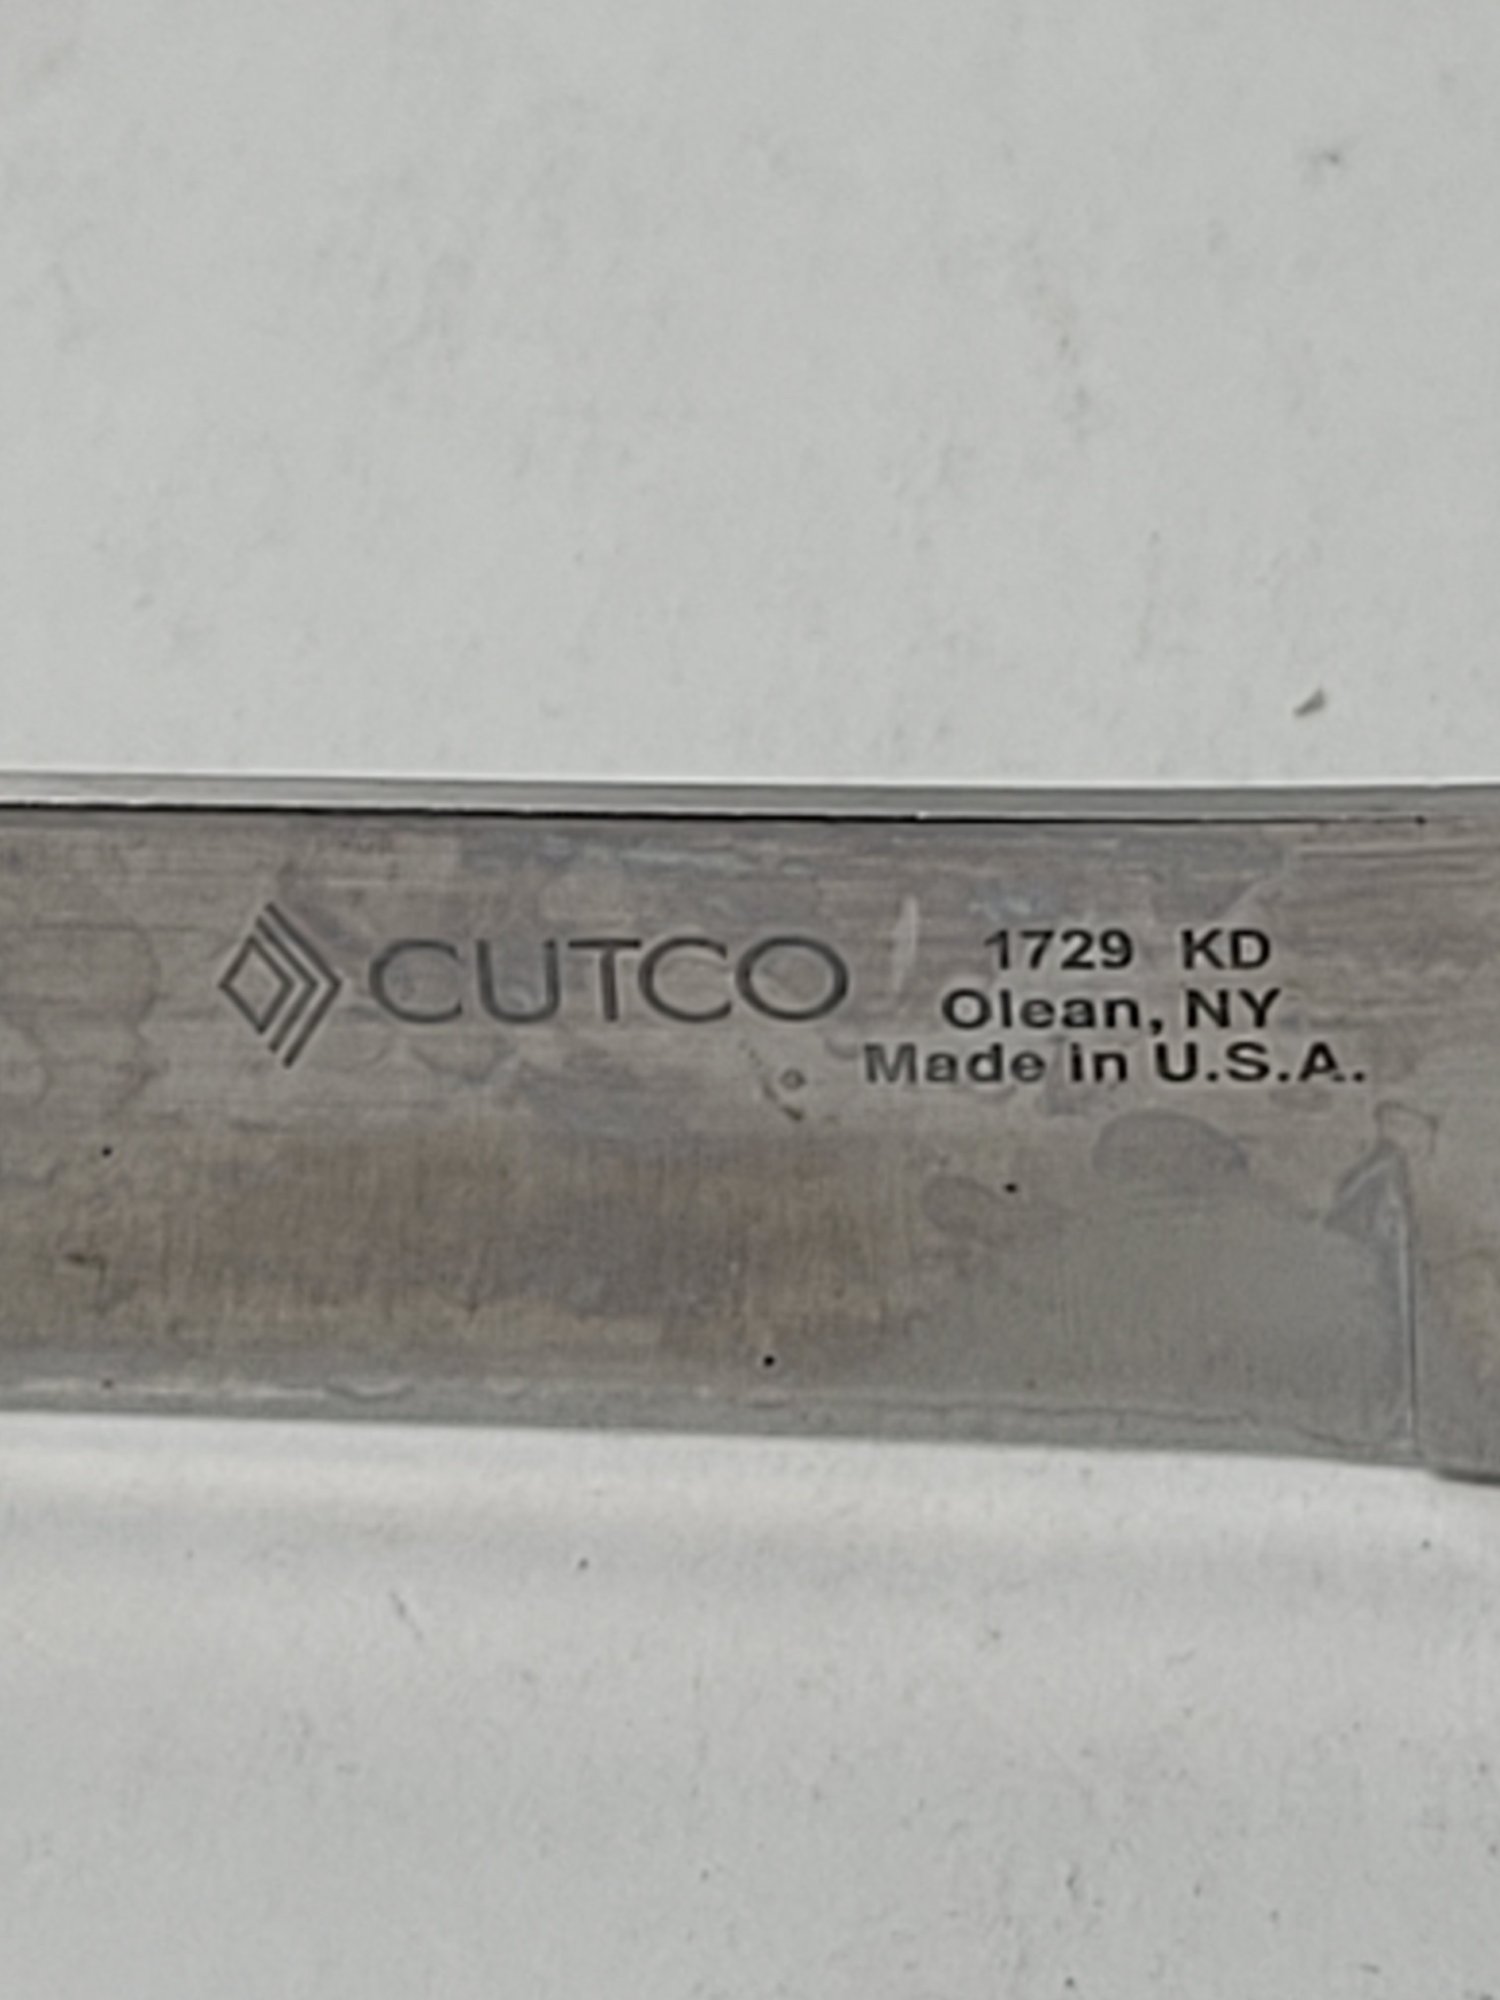 CUTCO
1729 KD
Olean, NY
Made in U.S.A.